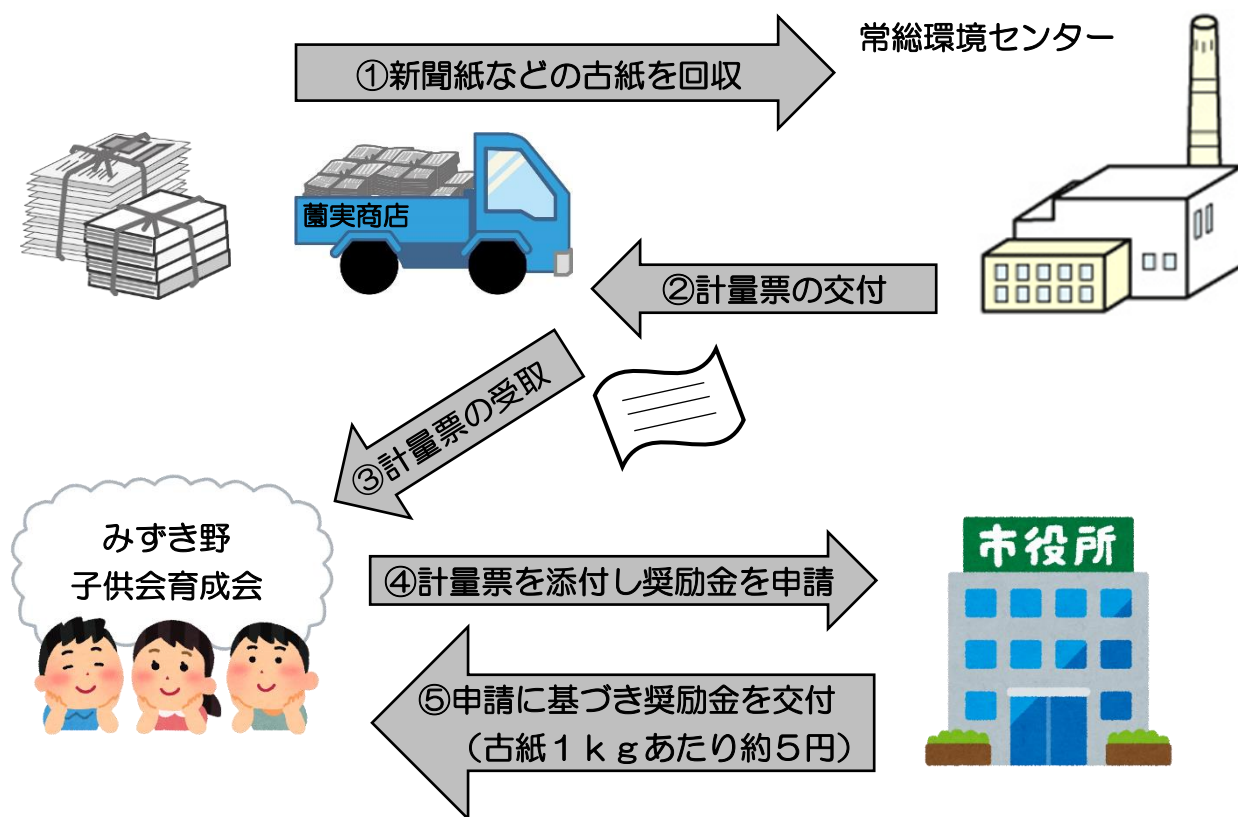 常総環境センター
①新聞紙などの古紙を回収
薗実商店
②計量票の交付
③計量票の受取
みずき野
子供会育成会
④計量票を添付し奨励金を申請
市役所
⑤申請に基づき奨励金を交付
（古紙１ｋｇあたり約５円）